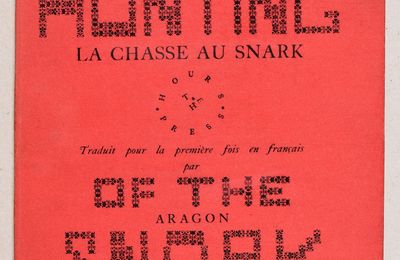 HUNTING
LA CHASSE AU SNARK
THE
HOURS PRESS
Traduit pour la première fois en français
par
OF THE
ARAGON
SNARK